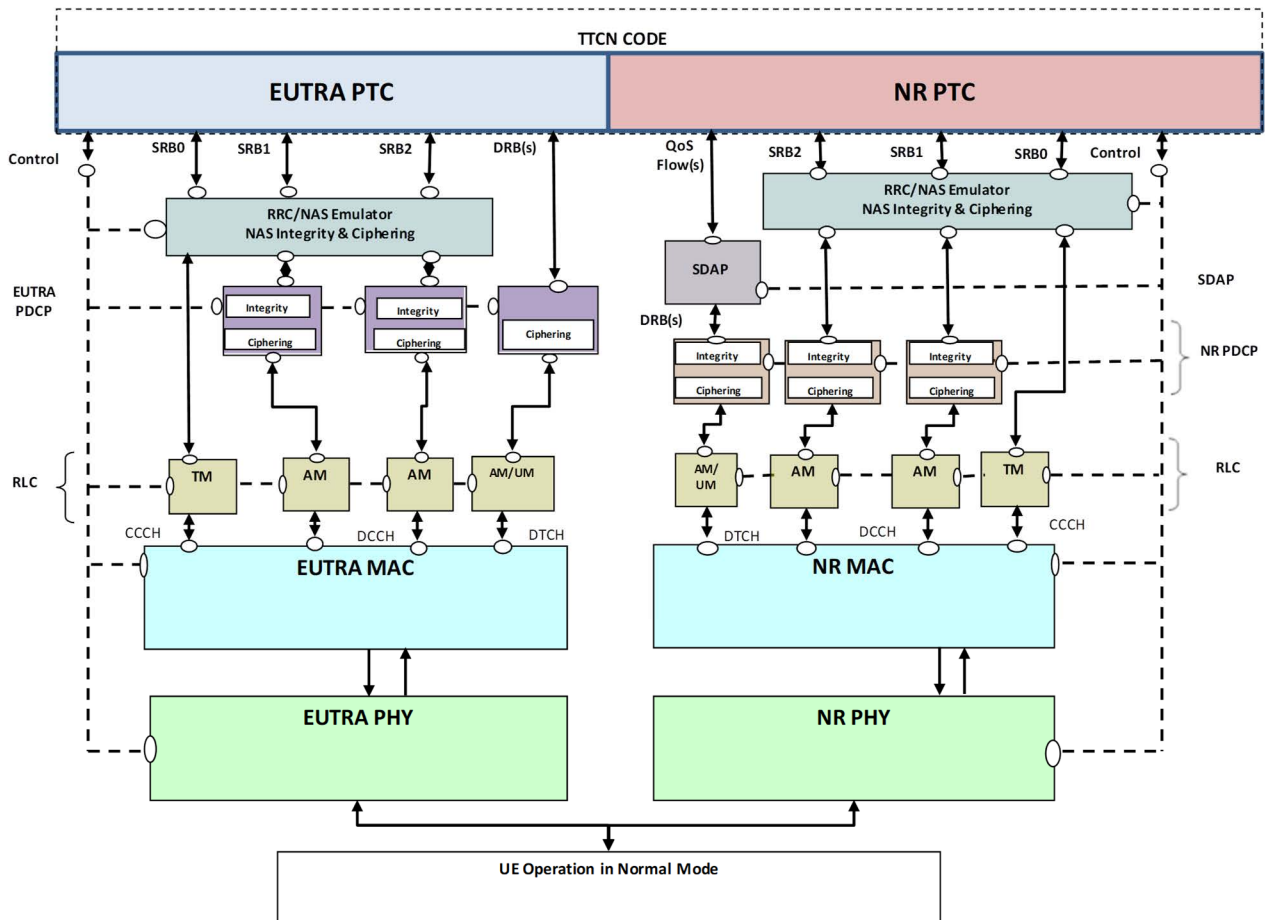 TTCN CODE
EUTRA PTC
NR PTC
Control
SRB0
SRB1
SRB2
DRB(s)
QoS
Flow(s)
SRB2
SRB1
SRB0
Control
RRC/NAS Emulator
NAS Integrity & Ciphering
RRC/NAS Emulator
NAS Integrity & Ciphering
SDAP
SDAP
EUTRA
PDCP
Integrity
Ciphering
Integrity
Ciphering
Ciphering
DRB(s)
Integrity
Ciphering
Integrity
Ciphering
Integrity
Ciphering
NR PDCP
RLC
TM
AM
AM
AM/UM
AM/
UM
AM
AM
TM
RLC
CCCH
DCCH
DTCH
DTCH
DCCH
CCCH
EUTRA MAC
NR MAC
EUTRA PHY
NR PHY
UE Operation in Normal Mode